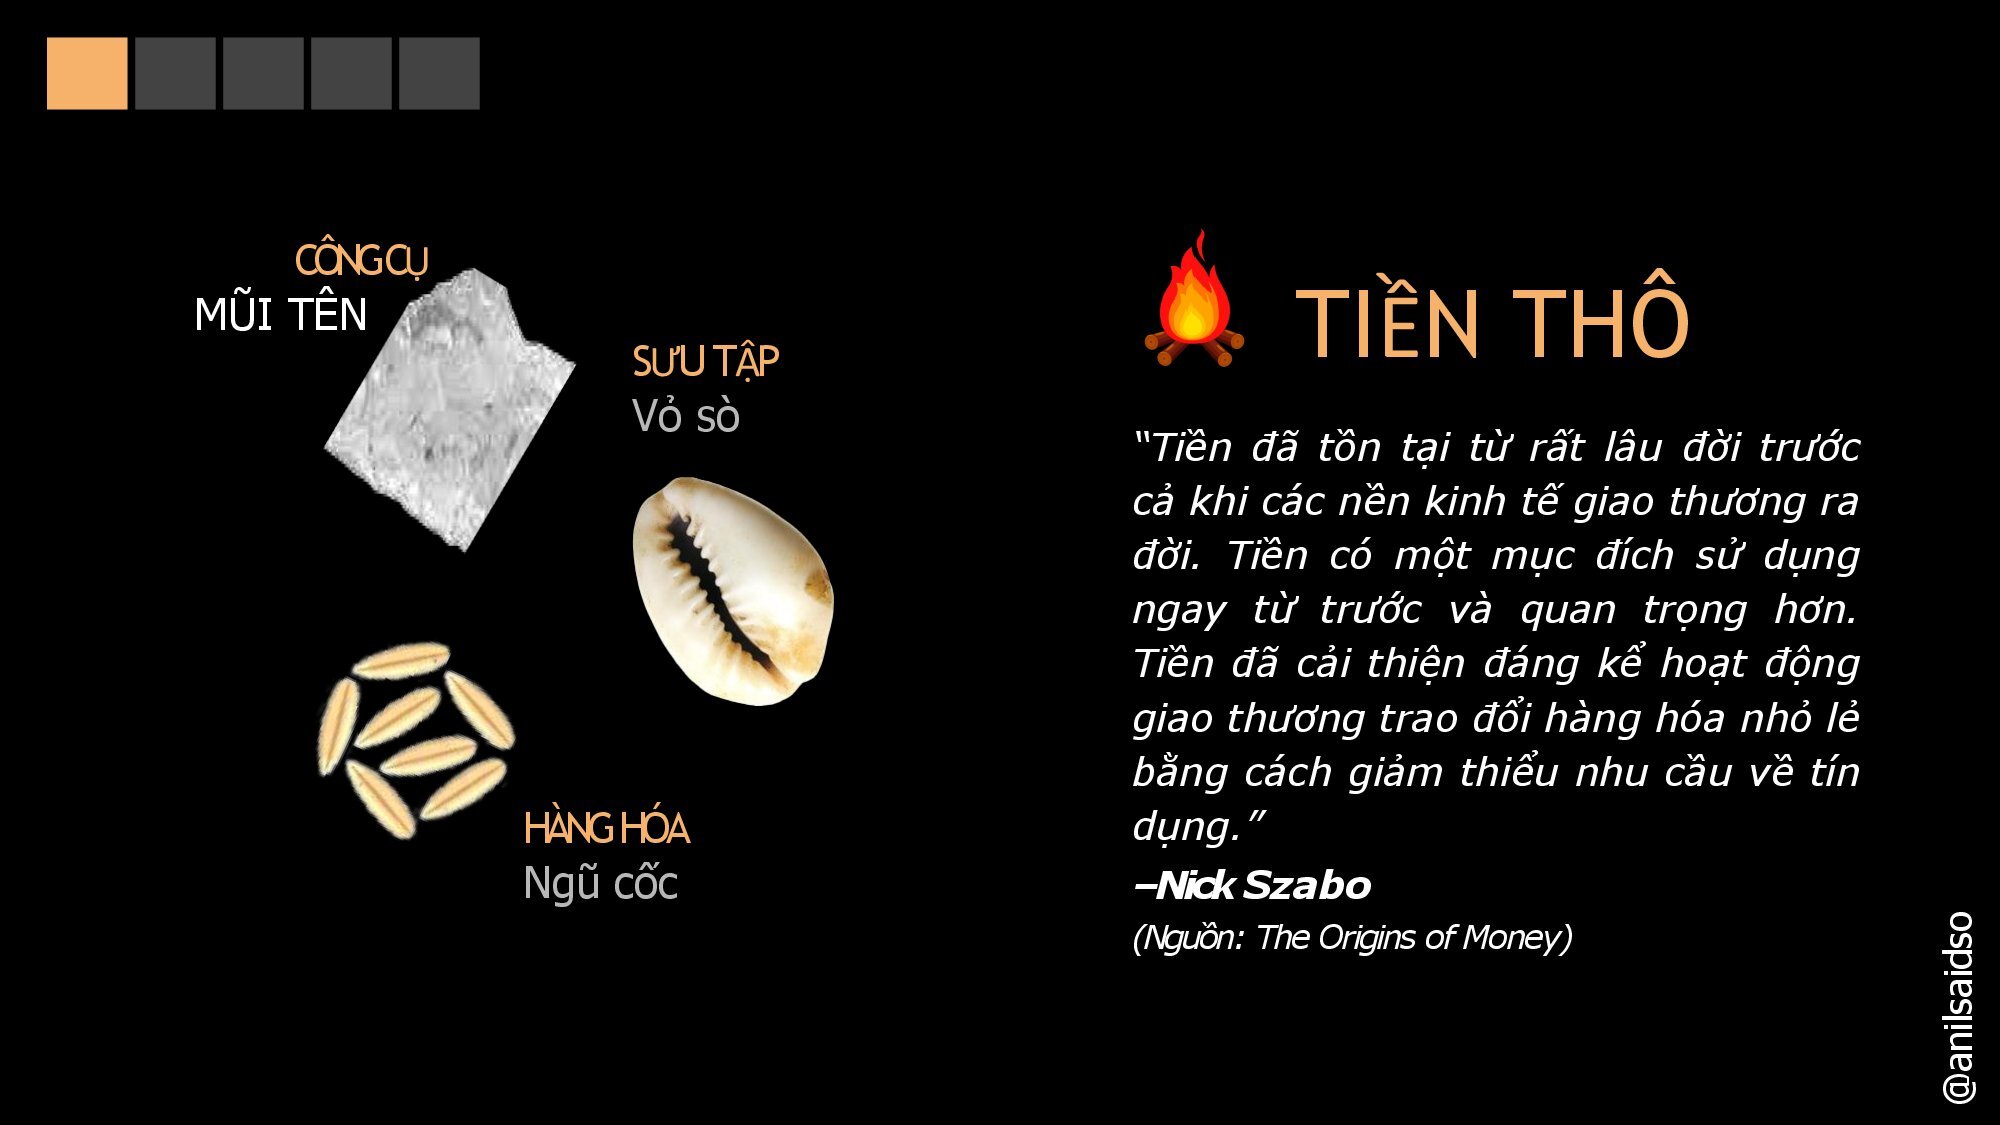 CÔNG CỤ
MŨI TÊN
SƯU TẬP
Vỏ sò
HÀNG HÓA
Ngũ cốc
TIỀN THÔ
“Tiền đã tồn tại từ rất lâu đời trước
cả khi các nền kinh tế giao thương ra
đời. Tiền có một mục đích sử dụng
ngay từ trước và quan trọng hơn.
Tiền đã cải thiện đáng kể hoạt động
giao thương trao đổi hàng hóa nhỏ lẻ
bằng cách giảm thiểu nhu cầu về tín
dụng.”
–Nick Szabo
(Nguồn: The Origins of Money)
@anilsaidso